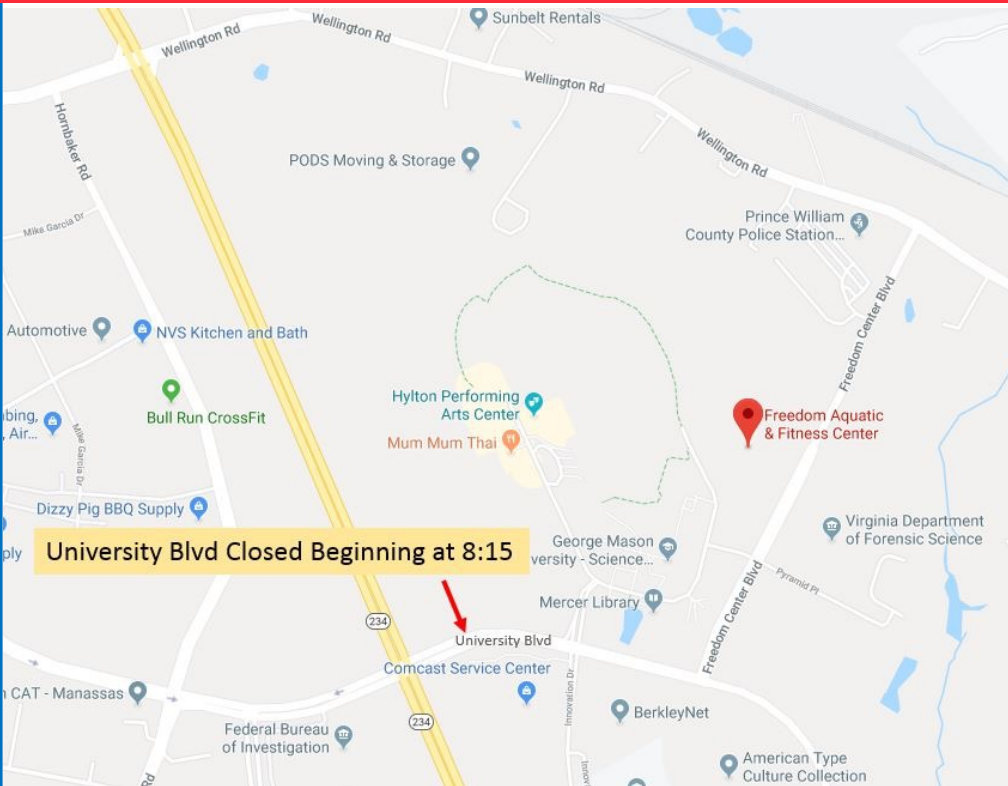 Sunbelt Rentals
Wellington Rd
Wellington Rd
Wellington Rd
Wellington Rd
Hornbaker Rd
PODS Moving & Storage
Mike Garcia Dr
Prince William
County Police Station...
Freedom Center Blvd
Automotive
NVS Kitchen and Bath
Bull Run CrossFit
Hylton Performing
Arts Center
Mum Mum Thai
Freedom Aquatic
& Fitness Center
bing,
, Air...
Mike Garcia Dr
Dizzy Pig BBQ Supply
ply
University Blvd Closed Beginning at 8:15
George Mason
versity - Science...
Virginia Department
of Forensic Science
Pyramid Pl
Mercer Library
Freedom Center Blvd
234
University Blvd
Comcast Service Center
Innovation Dr
CAT - Manassas
234
BerkleyNet
Federal Bureau
of Investigation
American Type
Culture Collection
Rd
Innov